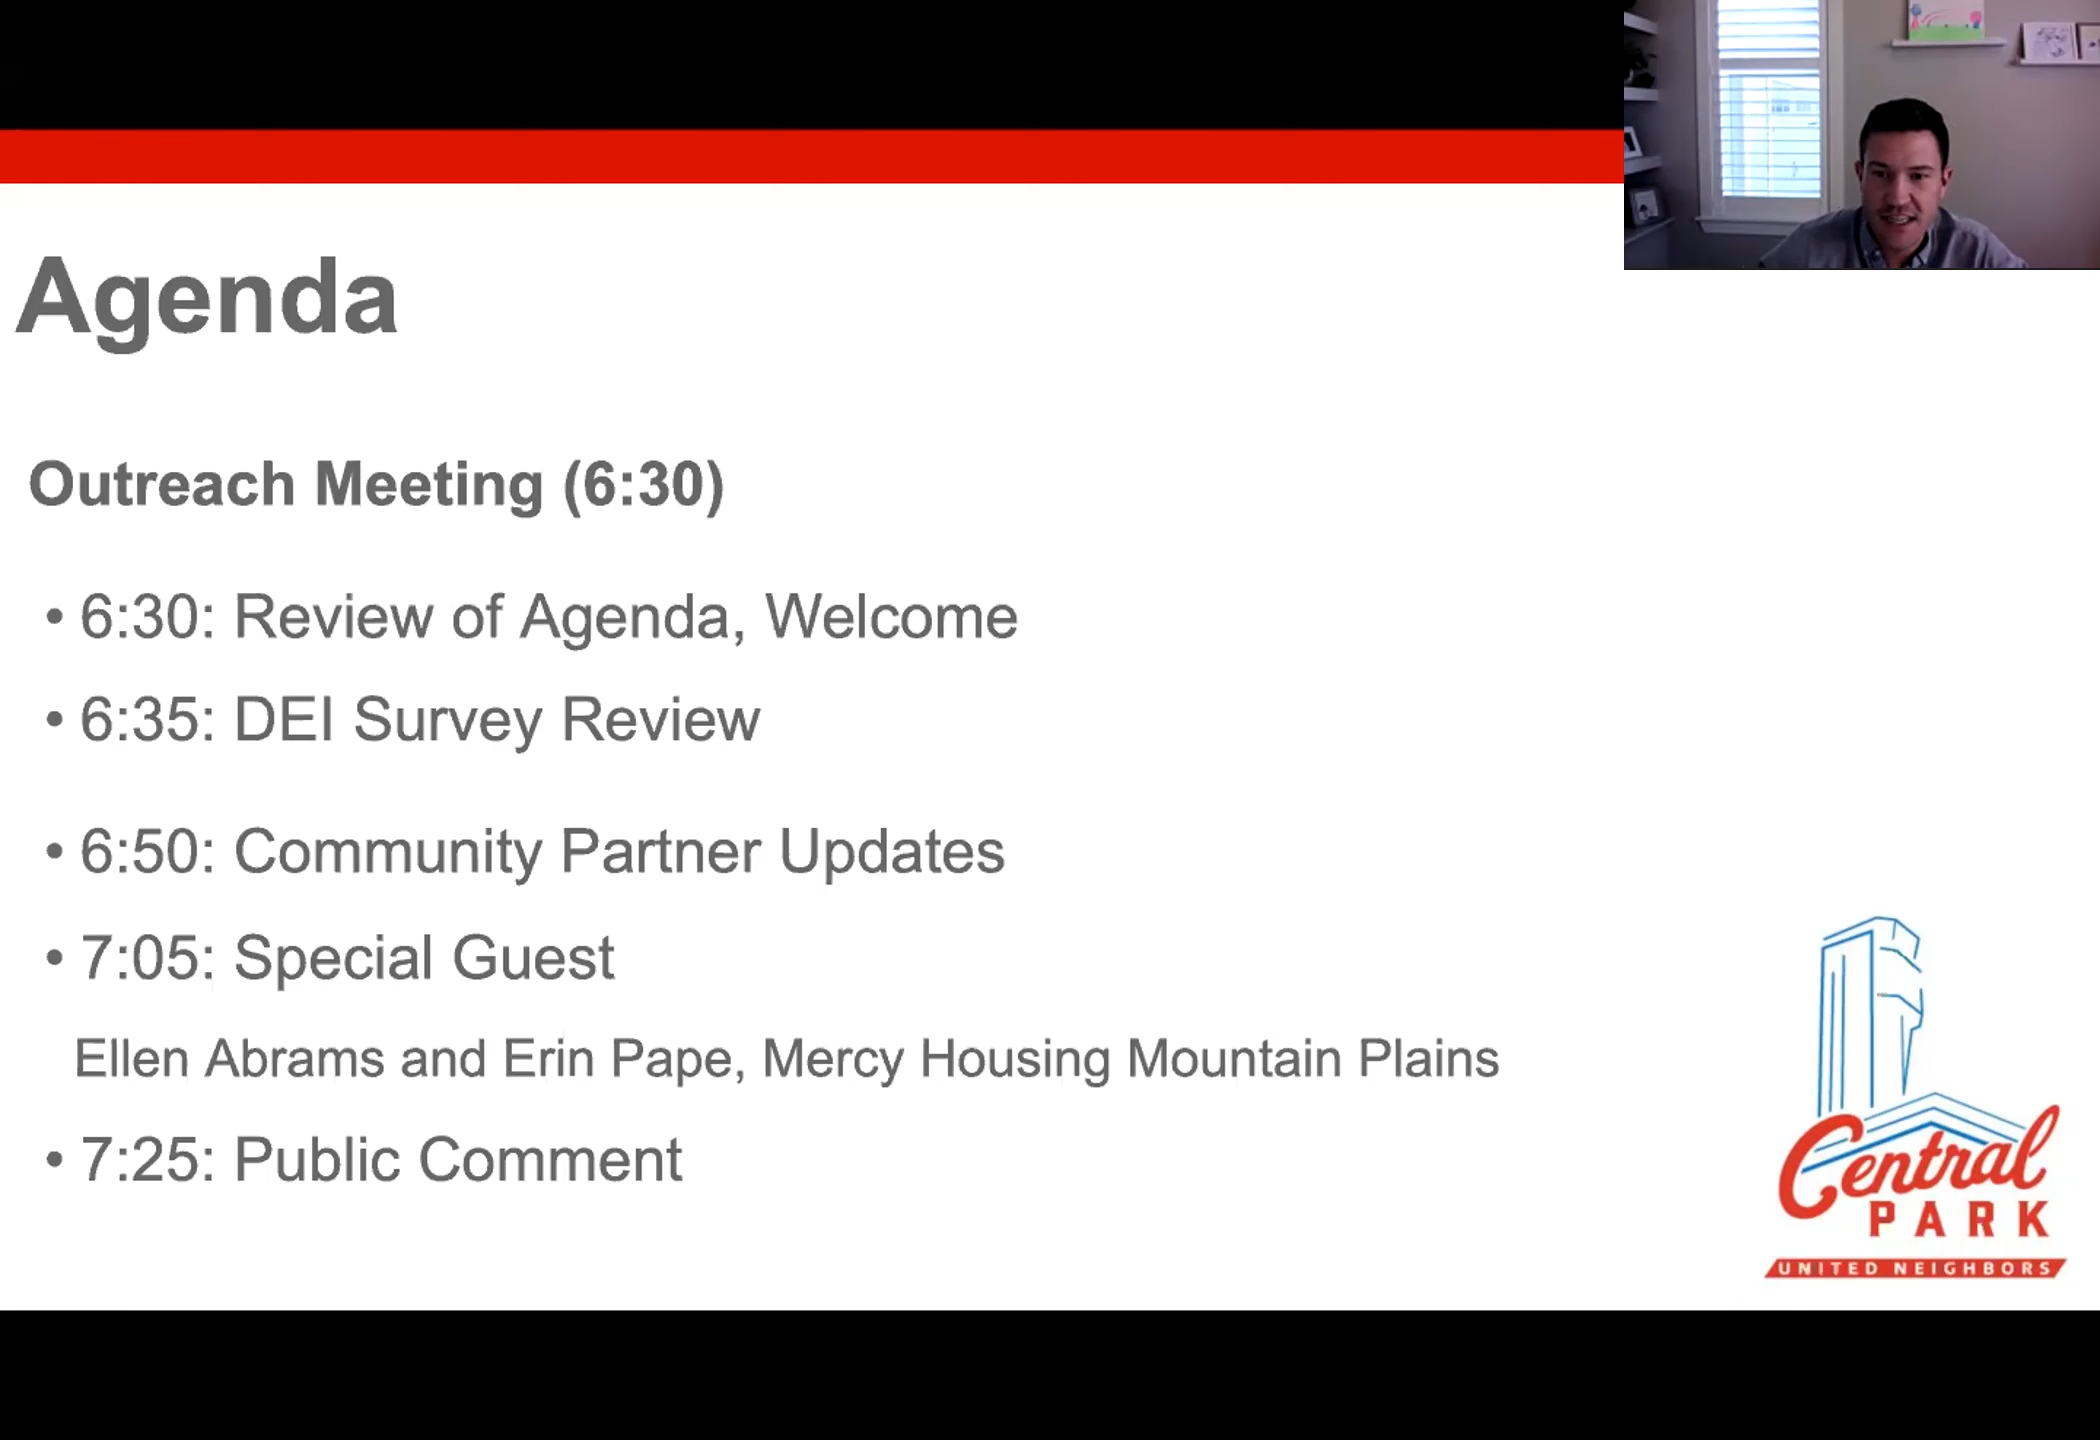 Agenda
Outreach Meeting (6:30)
• 6:30: Review of Agenda, Welcome
• 6:35: DEI Survey Review
• 6:50: Community Partner Updates
• 7:05: Special Guest
Ellen Abrams and Erin Pape, Mercy Housing Mountain Plains
• 7:25: Public Comment
Central
PARK
UNITED NEIGHBORS